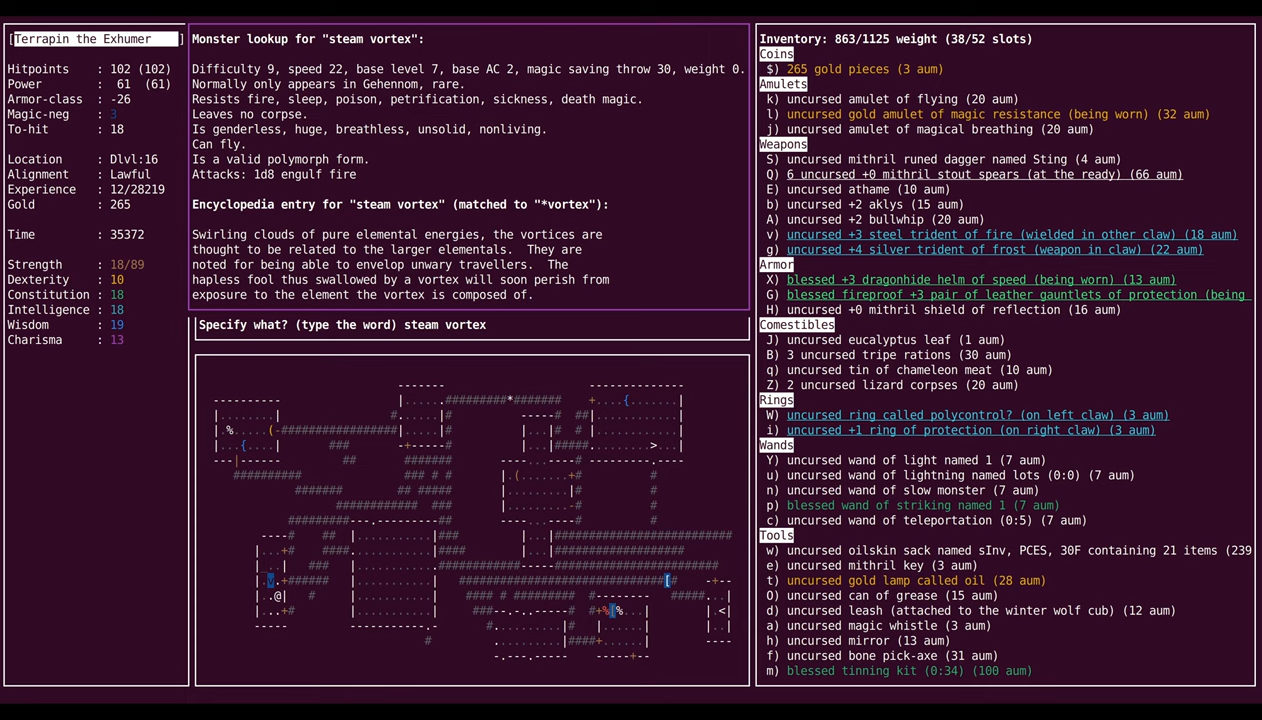 [Terrapin the Exhumer ]
Hitpoints : 102 (102)
Power : 61 (61)
Armor-class : -26
Magic-neg : 3
To-hit : 18
Location : Dlvl:16
Alignment : Lawful
Experience : 12/28219
Gold : 265
Time : 35372
Strength : 18/89
Dexterity : 10
Constitution : 18
Intelligence : 18
Wisdom : 19
Charisma : 13
Monster lookup for "steam vortex":
Difficulty 9, speed 22, base level 7, base AC 2, magic saving throw 30, weight 0.
Normally only appears in Gehennom, rare.
Resists fire, sleep, poison, petrification, sickness, death magic.
Leaves no corpse.
Is genderless, huge, breathless, unsolid, nonliving.
Can fly.
Is a valid polymorph form.
Attacks: 1d8 engulf fire
Encyclopedia entry for "steam vortex" (matched to "*vortex"):
Swirling clouds of pure elemental energies, the vortices are
thought to be related to the larger elementals. They are
noted for being able to envelop unwary travellers. The
hapless fool thus swallowed by a vortex will soon perish from
exposure to the element the vortex is composed of.
Specify what? (type the word) steam vortex
Inventory: 863/1125 weight (38/52 slots)
Coins
$) 265 gold pieces (3 aum)
Amulets
k) uncursed amulet of flying (20 aum)
l) uncursed gold amulet of magic resistance (being worn) (32 aum)
j) uncursed amulet of magical breathing (20 aum)
Weapons
S) uncursed mithril runed dagger named Sting (4 aum)
Q) 6 uncursed +0 mithril stout spears (at the ready) (66 aum)
E) uncursed athame (10 aum)
b) uncursed +2 aklys (15 aum)
A) uncursed +2 bullwhip (20 aum)
v) uncursed +3 steel trident of fire (wielded in other claw) (18 aum)
g) uncursed +4 silver trident of frost (weapon in claw) (22 aum)
Armor
X) blessed +3 dragonhide helm of speed (being worn) (13 aum)
G) blessed fireproof +3 pair of leather gauntlets of protection (being
H) uncursed +0 mithril shield of reflection (16 aum)
Comestibles
J) uncursed eucalyptus leaf (1 aum)
B) 3 uncursed tripe rations (30 aum)
q) uncursed tin of chameleon meat (10 aum)
Z) 2 uncursed lizard corpses (20 aum)
Rings
W) uncursed ring called polycontrol? (on left claw) (3 aum)
i) uncursed +1 ring of protection (on right claw) (3 aum)
Wands
Y) uncursed wand of light named 1 (7 aum)
u) uncursed wand of lightning named lots (0:0) (7 aum)
n) uncursed wand of slow monster (7 aum)
p) blessed wand of striking named 1 (7 aum)
c) uncursed wand of teleportation (0:5) (7 aum)
Tools
w) uncursed oilskin sack named sInv, PCES, 30F containing 21 items (239
e) uncursed mithril key (3 aum)
t) uncursed gold lamp called oil (28 aum)
O) uncursed can of grease (15 aum)
d) uncursed leash (attached to the winter wolf cub) (12 aum)
a) uncursed magic whistle (3 aum)
h) uncursed mirror (13 aum)
f) uncursed bone pick-axe (31 aum)
m) blessed tinning kit (0:34) (100 aum)